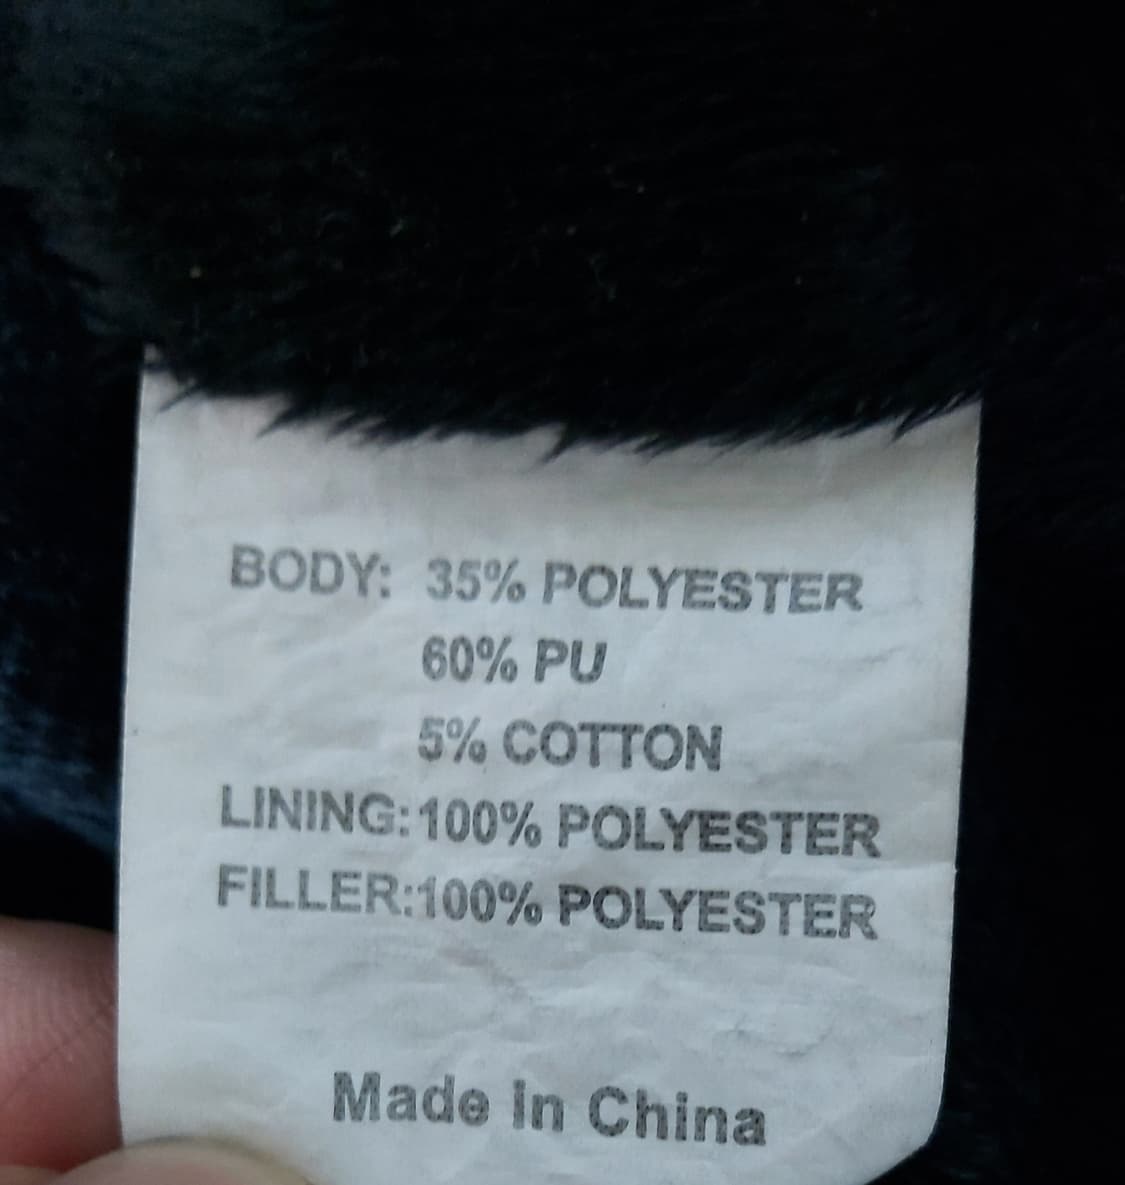 BODY: 35% POLYESTER
60% PU
5% COTTON
LINING:100% POLYESTER
FILLER:100% POLYESTER
Made in China